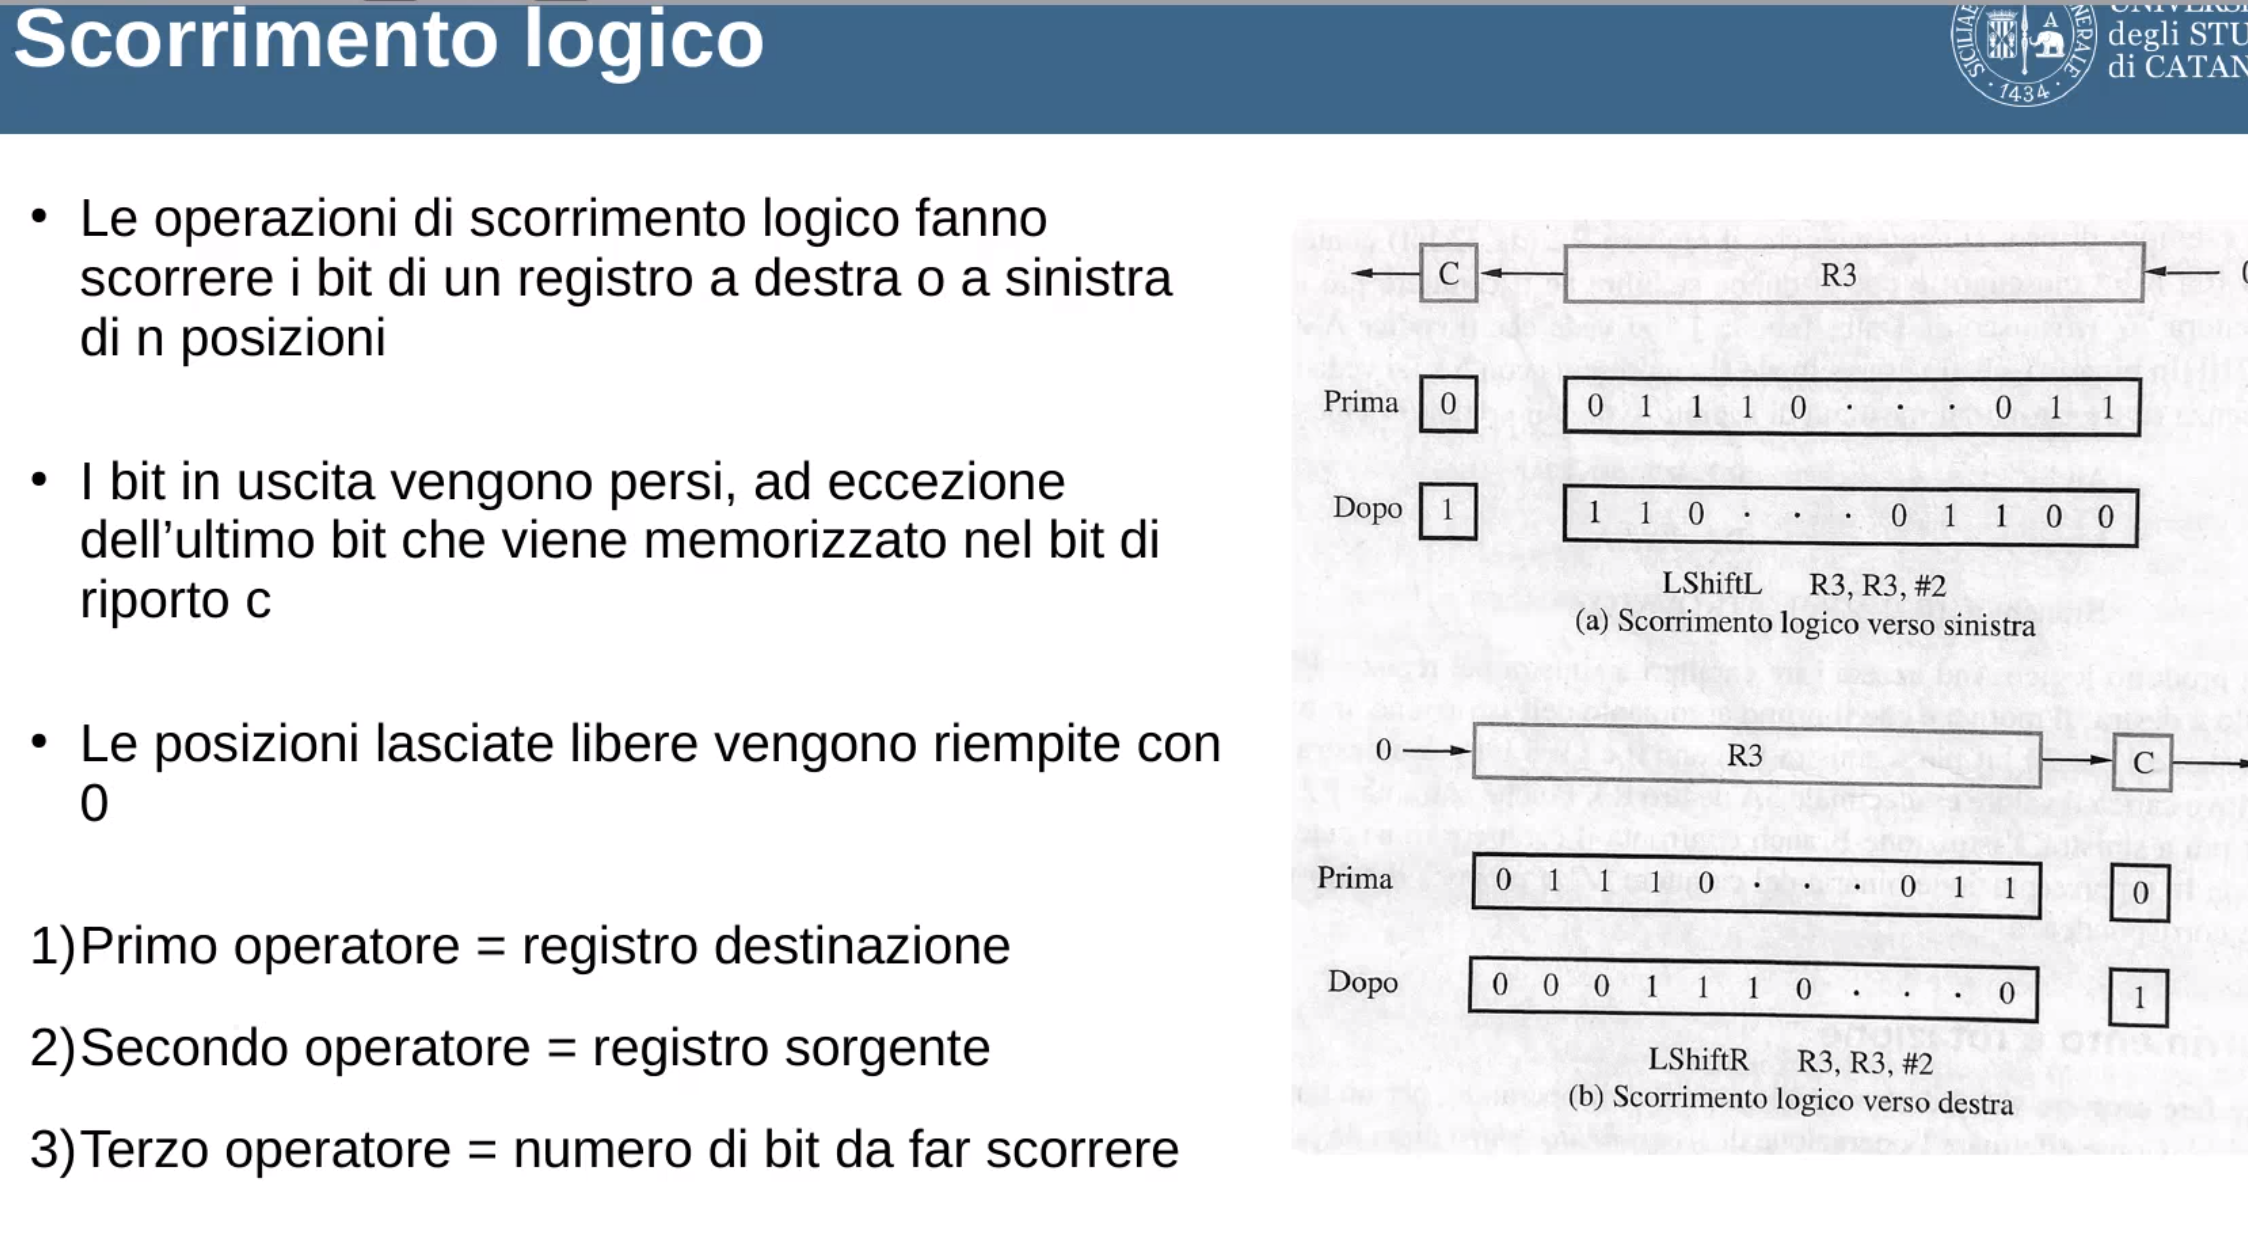 Scorrimento logico
degli STU
di CATAN
SICILIAE
GENERALE
1434
• Le operazioni di scorrimento logico fanno
scorrere i bit di un registro a destra o a sinistra
di n posizioni
• I bit in uscita vengono persi, ad eccezione
dell’ultimo bit che viene memorizzato nel bit di
riporto c
• Le posizioni lasciate libere vengono riempite con
0
1) Primo operatore = registro destinazione
2) Secondo operatore = registro sorgente
3) Terzo operatore = numero di bit da far scorrere
C R3
Prima 0 0 1 1 1 0 · · · 0 1 1
Dopo 1 1 1 0 · · · 0 1 1 0 0
LShiftL R3, R3, #2
(a) Scorrimento logico verso sinistra
0 R3 C
Prima 0 1 1 1 0 · · · 0 1 1 0
Dopo 0 0 0 1 1 1 0 · · · 0 1
LShiftR R3, R3, #2
(b) Scorrimento logico verso destra